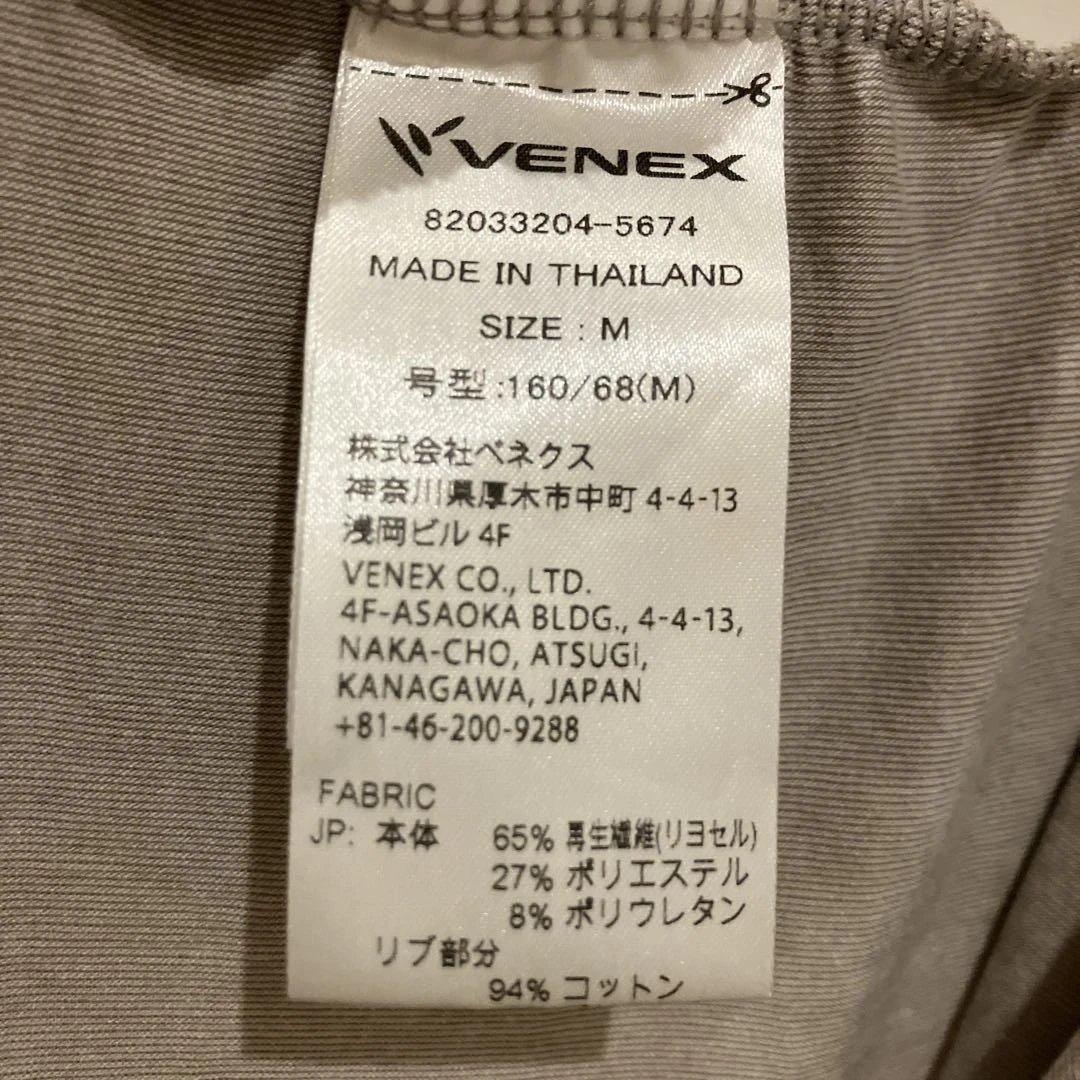 VENEX
82033204-5674
MADE IN THAILAND
SIZE : M
号型:160/68(M)
株式会社ベネクス
神奈川県厚木市中町 4-4-13
浅岡ビル 4F
VENEX CO., LTD.
4F-ASAOKA BLDG., 4-4-13,
NAKA-CHO, ATSUGI,
KANAGAWA, JAPAN
+81-46-200-9288
FABRIC
JP: 本体 65% 再生繊維(リヨセル)
27% ポリエステル
8% ポリウレタン
リブ部分
94% コットン